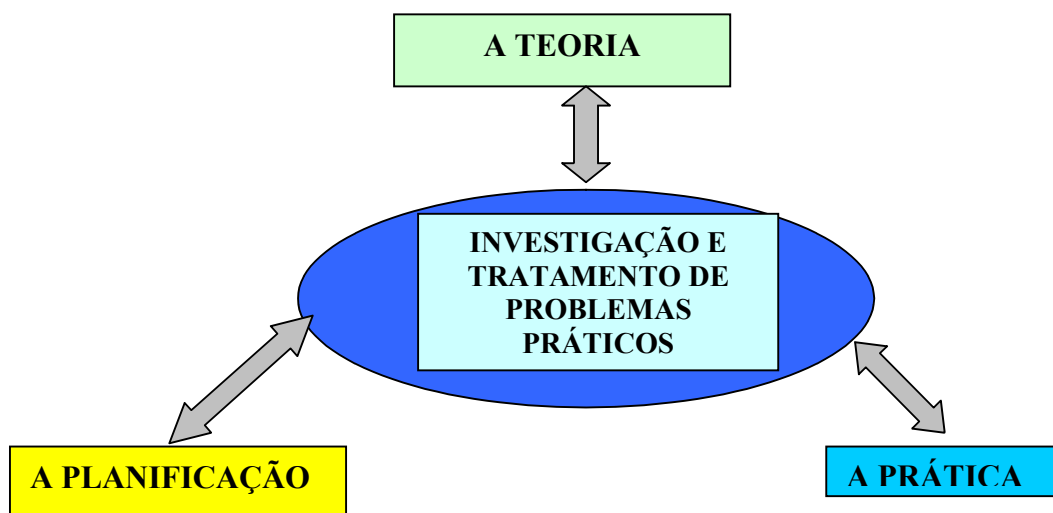 A TEORIA
INVESTIGAÇÃO E
TRATAMENTO DE
PROBLEMAS
PRÁTICOS
A PLANIFICAÇÃO
A PRÁTICA